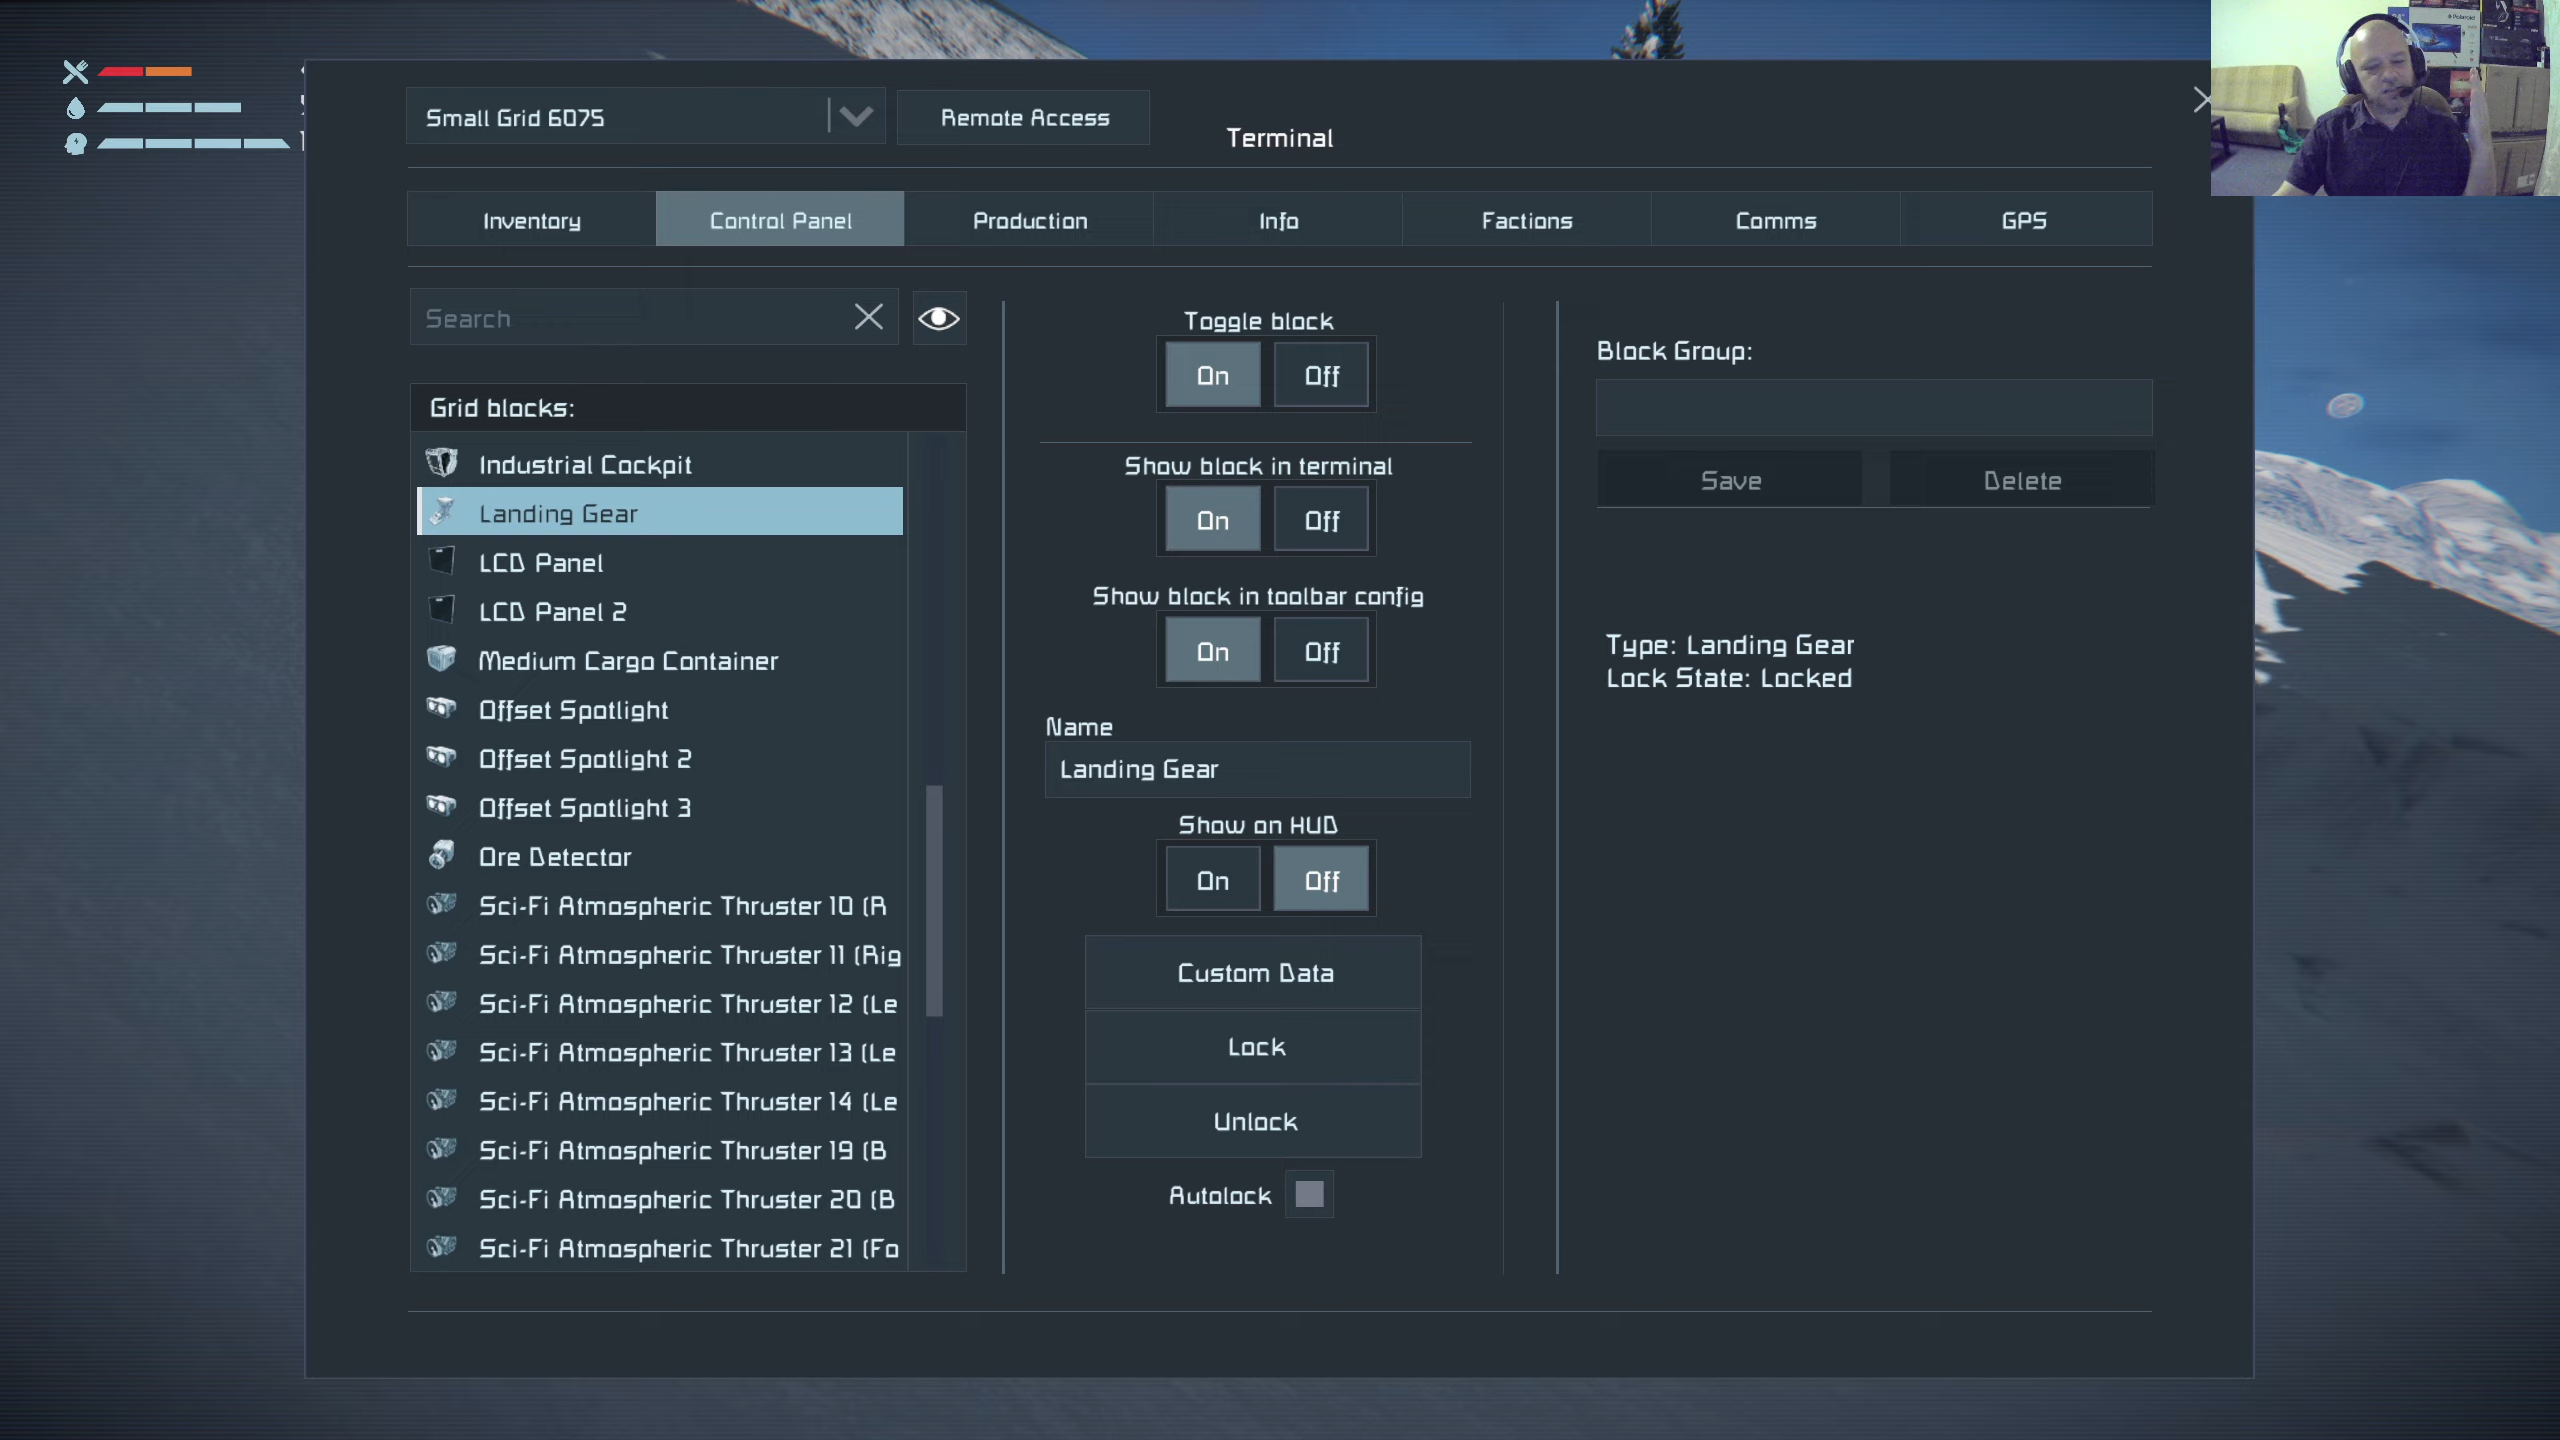 Small Grid 6075
Remote Access
Terminal
Inventory
Control Panel
Production
Info
Factions
Comms
GPS
Search
Grid blocks:
Industrial Cockpit
Landing Gear
LCD Panel
LCD Panel 2
Medium Cargo Container
Offset Spotlight
Offset Spotlight 2
Offset Spotlight 3
Ore Detector
Sci-Fi Atmospheric Thruster 10 (R
Sci-Fi Atmospheric Thruster 11 (Rig
Sci-Fi Atmospheric Thruster 12 (Le
Sci-Fi Atmospheric Thruster 13 (Le
Sci-Fi Atmospheric Thruster 14 (Le
Sci-Fi Atmospheric Thruster 19 (B
Sci-Fi Atmospheric Thruster 20 (B
Sci-Fi Atmospheric Thruster 21 (Fo
Toggle block
On Off
Show block in terminal
On Off
Show block in toolbar config
On Off
Name
Landing Gear
Show on HUD
On Off
Custom Data
Lock
Unlock
Autolock
Block Group:
Save Delete
Type: Landing Gear
Lock State: Locked
Polaroid